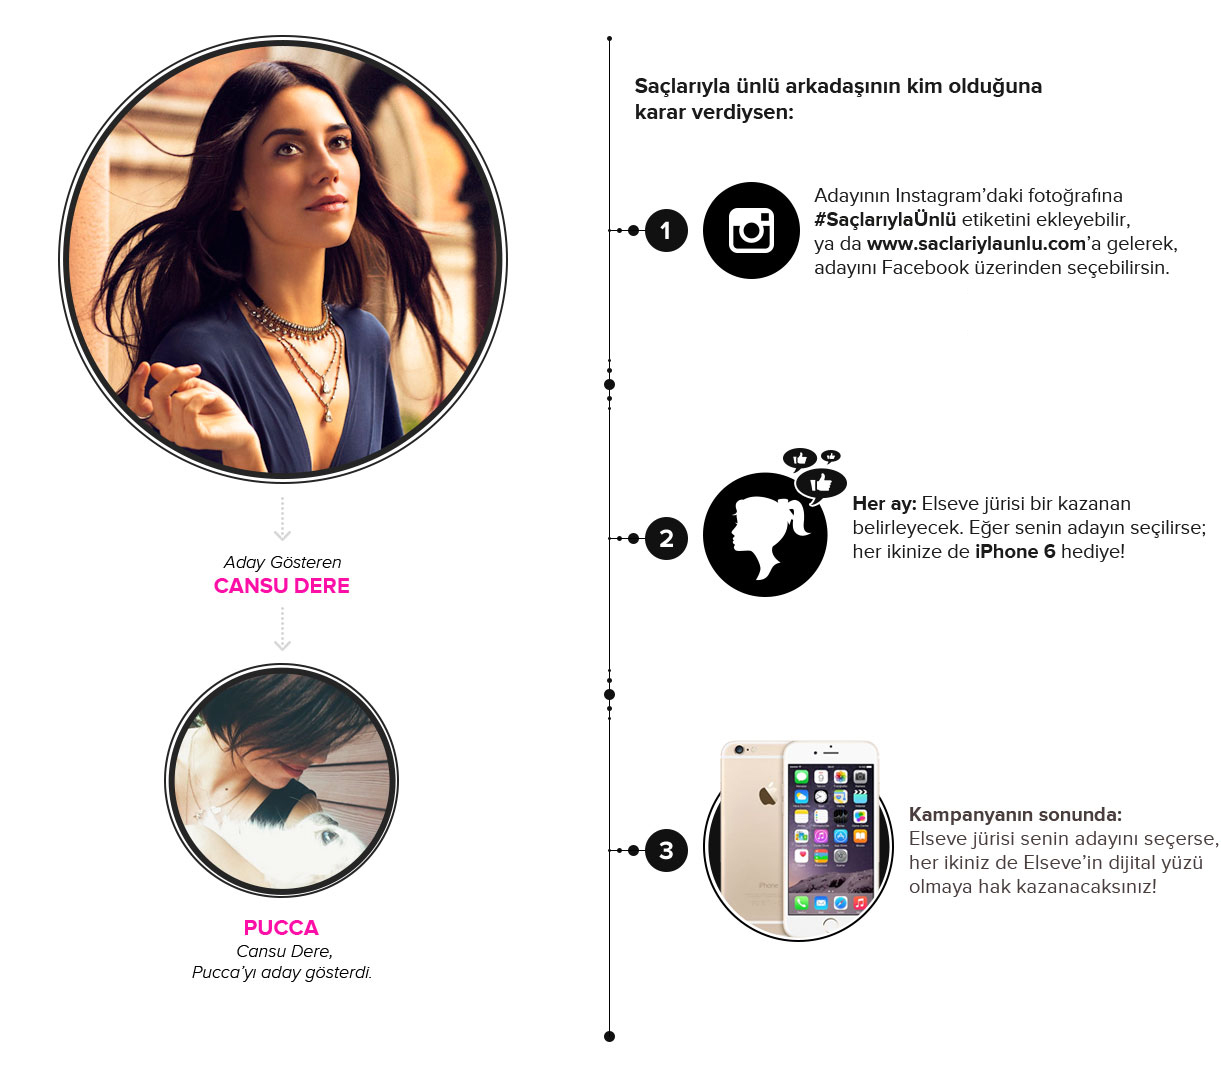 Aday Gösteren
CANSU DERE
PUCCA
Cansu Dere,
Pucca'yı aday gösterdi.
Saçlarıyla ünlü arkadaşının kim olduğuna
karar verdiysen:
1
Adayının Instagram'daki fotoğrafına
#SaçlarıylaÜnlü etiketini ekleyebilir,
ya da www.saclariylaunlu.com'a gelerek,
adayını Facebook üzerinden seçebilirsin.
2
Her ay: Elseve jürisi bir kazanan
belirleyecek. Eğer senin adayın seçilirse;
her ikinize de iPhone 6 hediye!
3
iPhone
Kampanyanın sonunda:
Elseve jürisi senin adayını seçerse,
her ikiniz de Elseve'in dijital yüzü
olmaya hak kazanacaksınız!